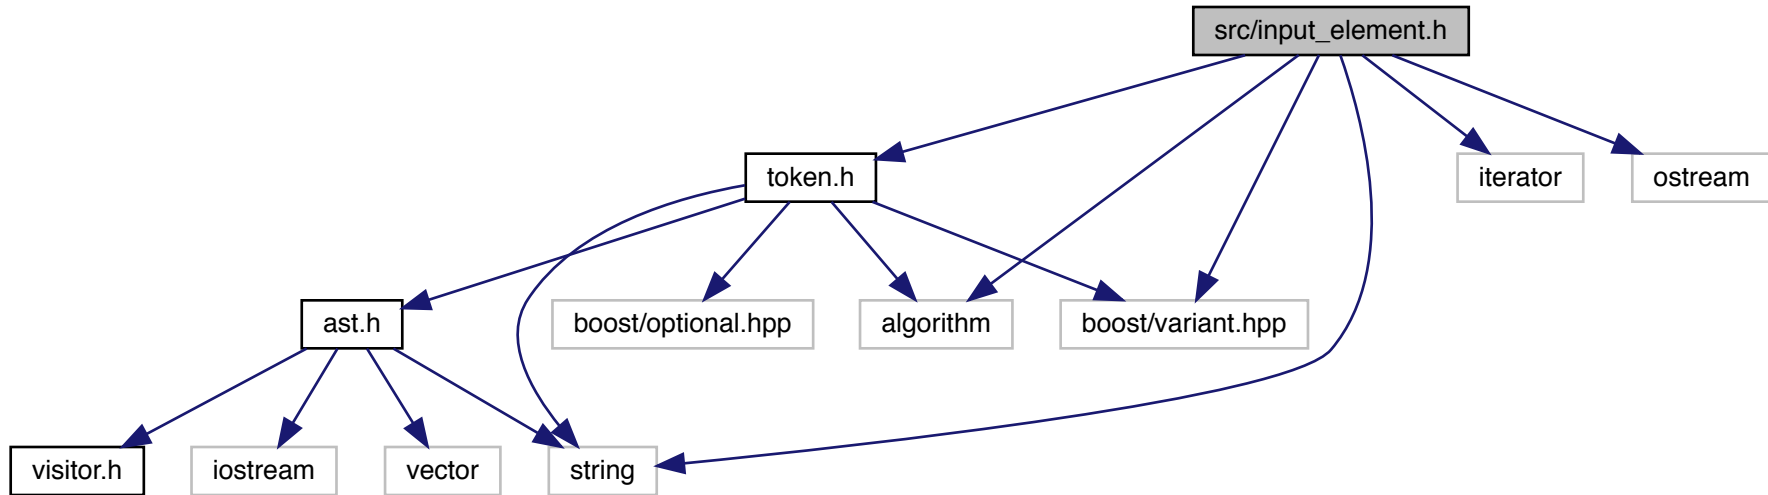 src/input_element.h
token.h
iterator
ostream
ast.h
boost/optional.hpp
algorithm
boost/variant.hpp
visitor.h
iostream
vector
string